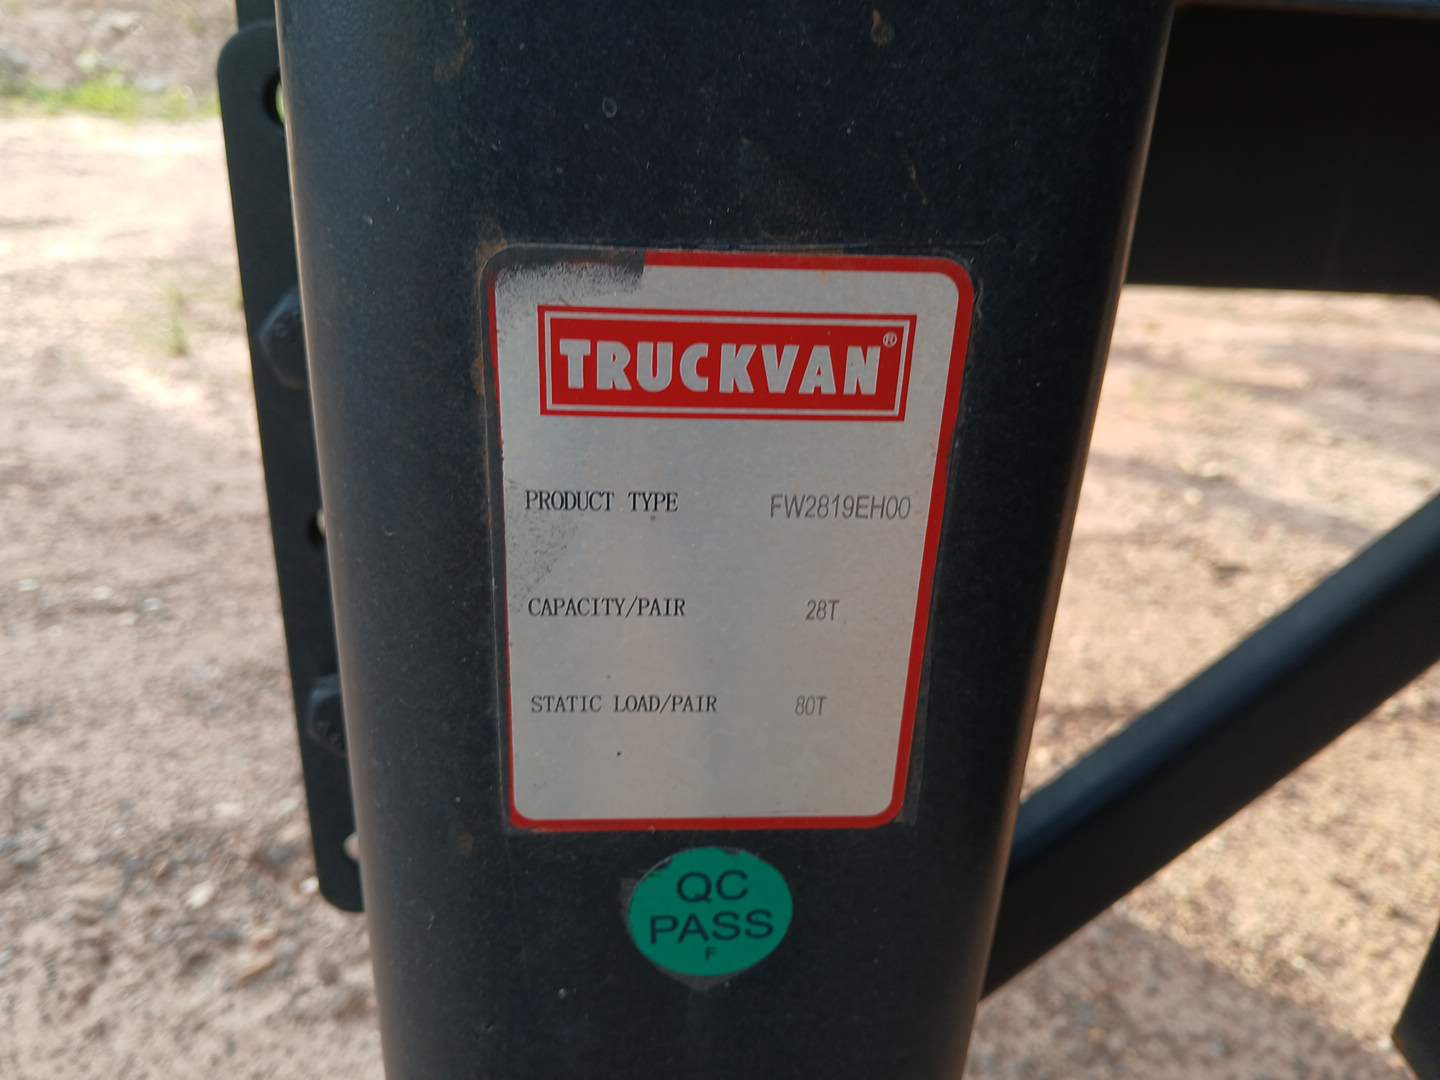 TRUCKVAN®
PRODUCT TYPE FW2819EH00
CAPACITY/PAIR 28T
STATIC LOAD/PAIR 80T
QC
PASS
F